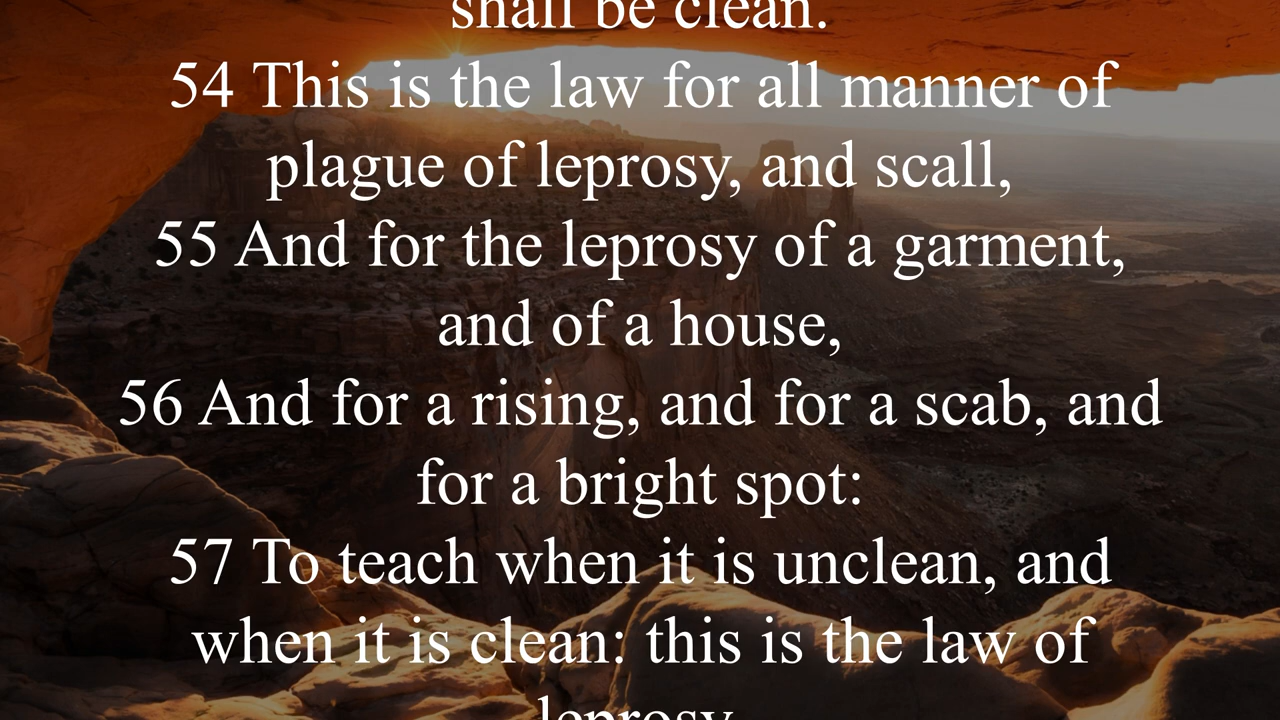 shall be clean.
54 This is the law for all manner of
plague of leprosy, and scall,
55 And for the leprosy of a garment,
and of a house,
56 And for a rising, and for a scab, and
for a bright spot:
57 To teach when it is unclean, and
when it is clean: this is the law of
leprosy.